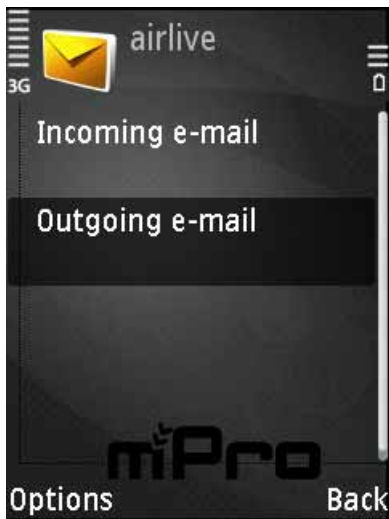 airlive
3G
Incoming e-mail
Outgoing e-mail
mPro
Options
Back